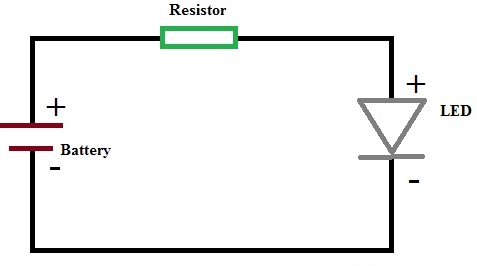 Resistor
+
+
LED
Battery
-
-